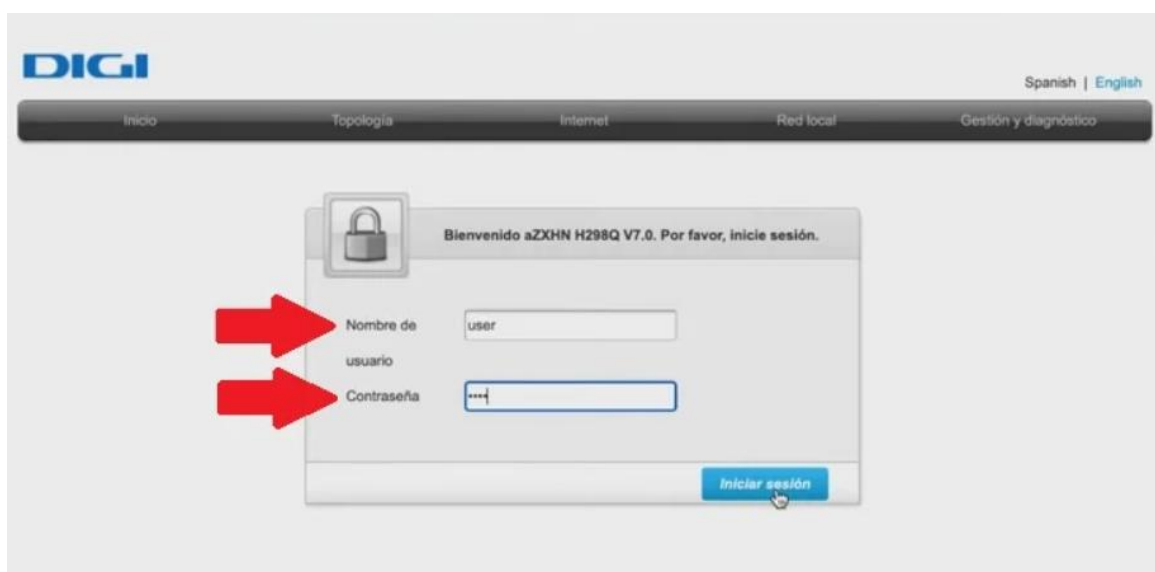 DIGI
Spanish | English
Inicio Topología Internet Red local Gestión y diagnóstico
Bienvenido aZXHN H298Q V7.0. Por favor, inicie sesión.
Nombre de user
usuario
Contraseña ••••
Iniciar sesión